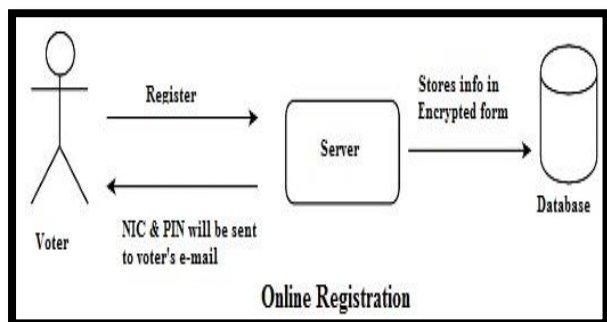 Register
Stores info in
Encrypted form
Server
NIC & PIN will be sent
to voter's e-mail
Voter
Database
Online Registration